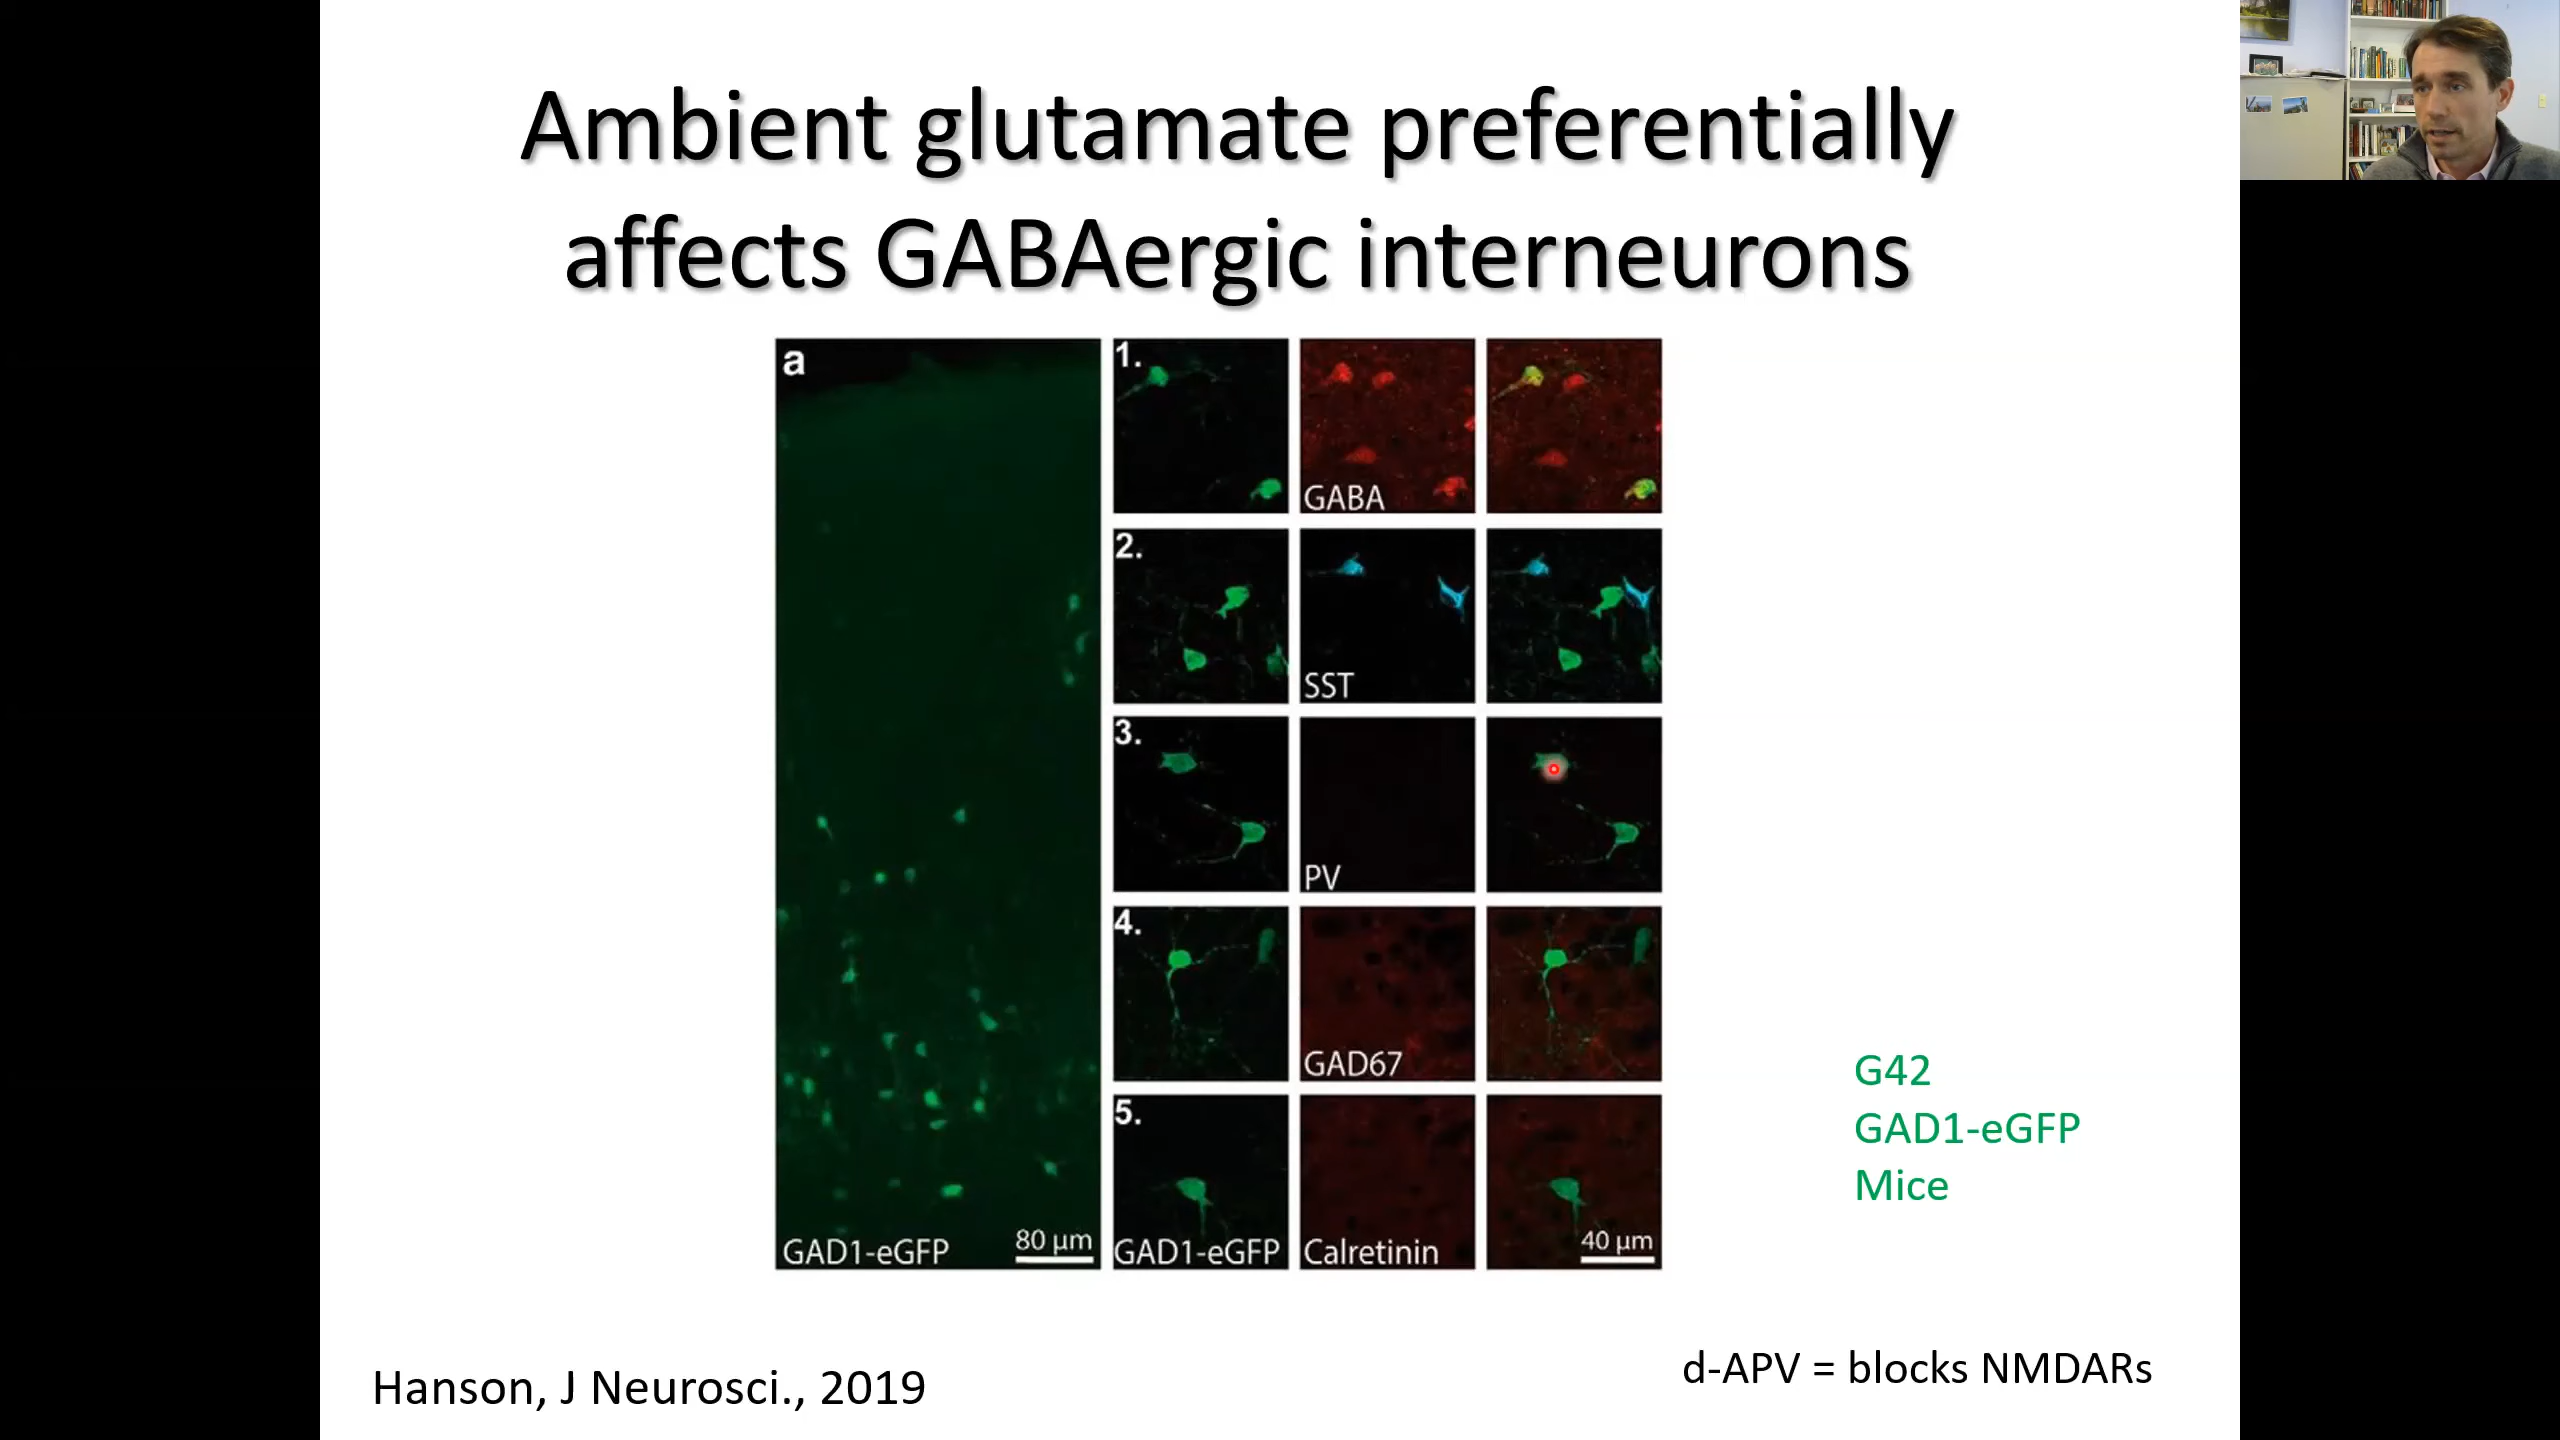 Ambient glutamate preferentially
affects GABAergic interneurons
a
GAD1-eGFP
80 µm
1.
GABA
2.
SST
3.
PV
4.
GAD67
5.
GAD1-eGFP
Calretinin
40 µm
G42
GAD1-eGFP
Mice
Hanson, J Neurosci., 2019
d-APV = blocks NMDARs